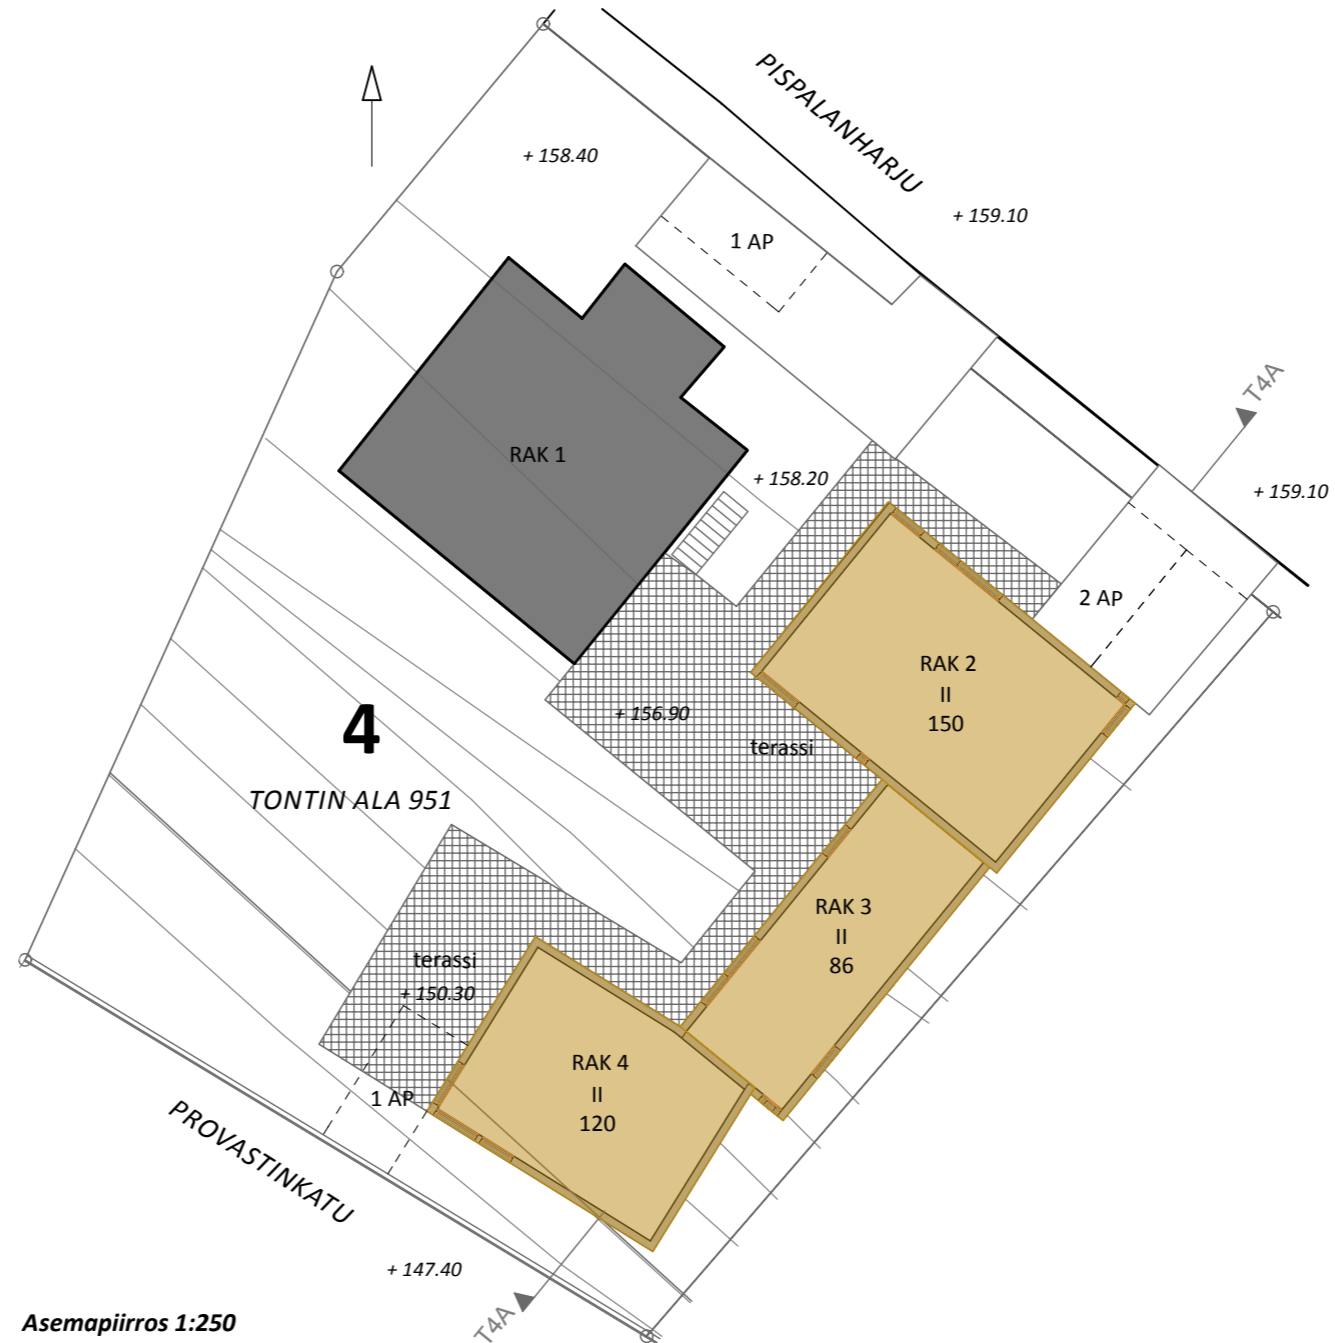 PISPALANHARJU
+ 158.40
+ 159.10
1 AP
T4A
RAK 1
+ 158.20
+ 159.10
2 AP
RAK 2
II
150
+ 156.90
terassi
4
TONTIN ALA 951
RAK 3
II
86
terassi
+ 150.30
RAK 4
II
120
1 AP
PROVASTINKATU
+ 147.40
T4A
Asemapiirros 1:250